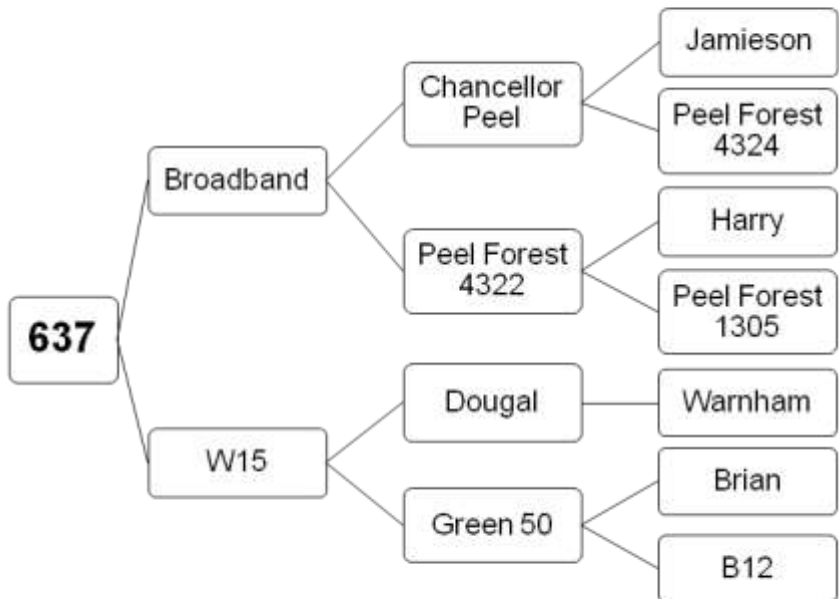 Jamieson
Chancellor
Peel
Peel Forest
4324
Broadband
Harry
Peel Forest
4322
Peel Forest
1305
637
Dougal
Warnham
W15
Brian
Green 50
B12